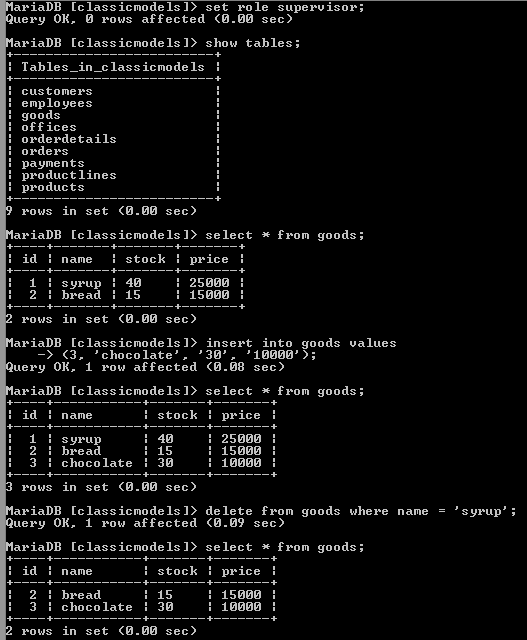 MariaDB [classicmodels]> set role supervisor;
Query OK, 0 rows affected (0.00 sec)
MariaDB [classicmodels]> show tables;
+-------------------------+
¦ Tables_in_classicmodels ¦
+-------------------------+
¦ customers               ¦
¦ employees               ¦
¦ goods                   ¦
¦ offices                 ¦
¦ orderdetails            ¦
¦ orders                  ¦
¦ payments                ¦
¦ productlines            ¦
¦ products                ¦
+-------------------------+
9 rows in set (0.00 sec)
MariaDB [classicmodels]> select * from goods;
+----+-------+-------+-------+
¦ id ¦ name  ¦ stock ¦ price ¦
+----+-------+-------+-------+
¦  1 ¦ syrup ¦ 40    ¦ 25000 ¦
¦  2 ¦ bread ¦ 15    ¦ 15000 ¦
+----+-------+-------+-------+
2 rows in set (0.00 sec)
MariaDB [classicmodels]> insert into goods values
    -> (3, 'chocolate', '30', '10000');
Query OK, 1 row affected (0.08 sec)
MariaDB [classicmodels]> select * from goods;
+----+-----------+-------+-------+
¦ id ¦ name      ¦ stock ¦ price ¦
+----+-----------+-------+-------+
¦  1 ¦ syrup     ¦ 40    ¦ 25000 ¦
¦  2 ¦ bread     ¦ 15    ¦ 15000 ¦
¦  3 ¦ chocolate ¦ 30    ¦ 10000 ¦
+----+-----------+-------+-------+
3 rows in set (0.00 sec)
MariaDB [classicmodels]> delete from goods where name = 'syrup';
Query OK, 1 row affected (0.09 sec)
MariaDB [classicmodels]> select * from goods;
+----+-----------+-------+-------+
¦ id ¦ name      ¦ stock ¦ price ¦
+----+-----------+-------+-------+
¦  2 ¦ bread     ¦ 15    ¦ 15000 ¦
¦  3 ¦ chocolate ¦ 30    ¦ 10000 ¦
+----+-----------+-------+-------+
2 rows in set (0.00 sec)